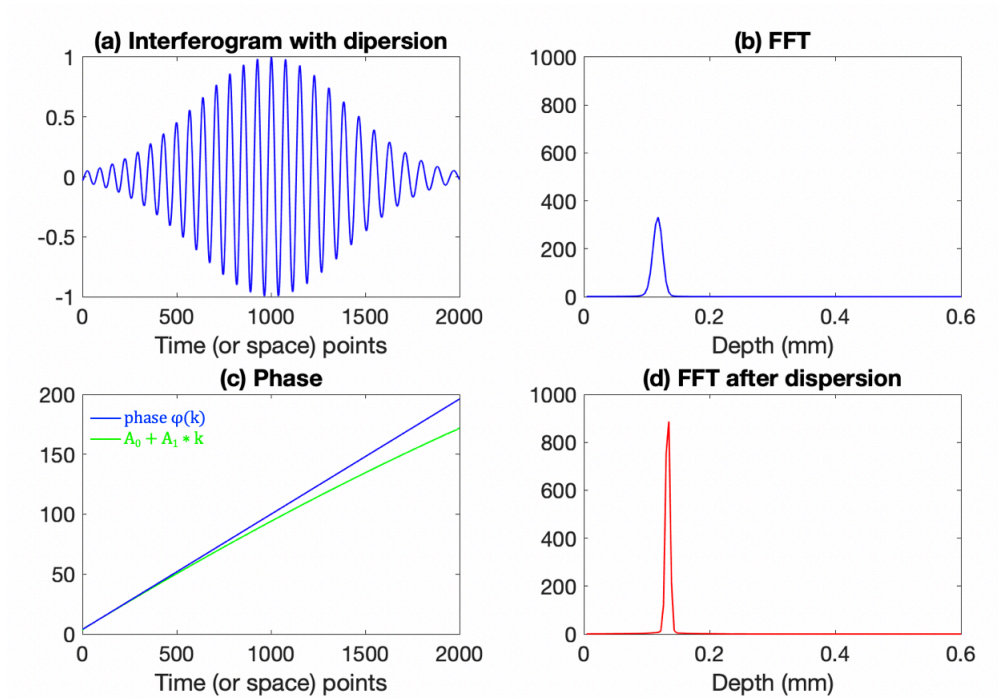 (a) Interferogram with dipersion
1
0.5
0
-0.5
-1
0 500 1000 1500 2000
Time (or space) points
(b) FFT
1000
800
600
400
200
0
0 0.2 0.4 0.6
Depth (mm)
(c) Phase
200
150
100
50
0
phase φ(k)
A₀ + A₁ * k
0 500 1000 1500 2000
Time (or space) points
(d) FFT after dispersion
1000
800
600
400
200
0
0 0.2 0.4 0.6
Depth (mm)